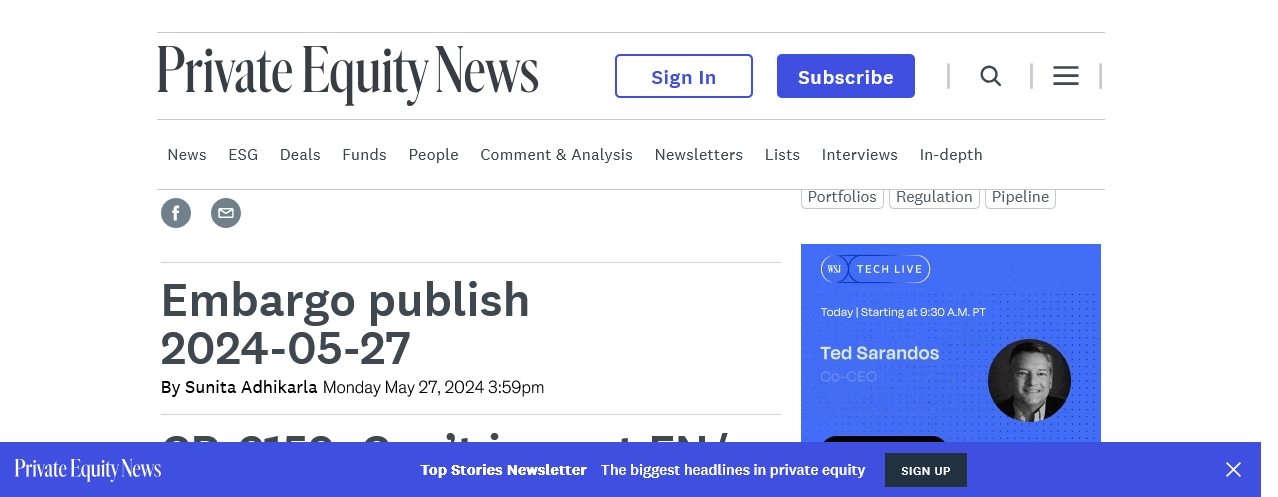 Private Equity News
Sign In
Subscribe
News ESG Deals Funds People Comment & Analysis Newsletters Lists Interviews In-depth
Portfolios Regulation Pipeline
Embargo publish
2024-05-27
By Sunita Adhikarla Monday May 27, 2024 3:59pm
WSJ TECH LIVE
Today | Starting at 9:30 A.M. PT
Ted Sarandos
Co-CEO
Private Equity News
Top Stories Newsletter The biggest headlines in private equity
SIGN UP